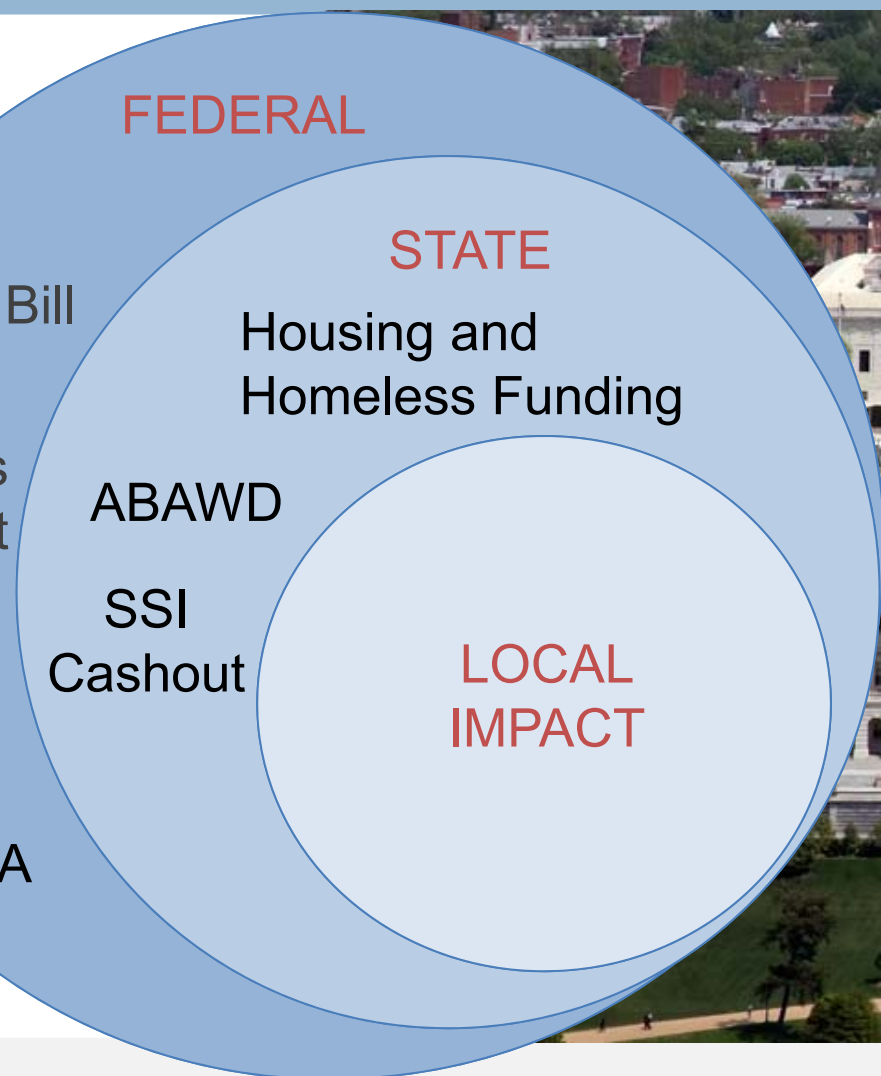 FEDERAL
STATE
Bill
Housing and
Homeless Funding
ABAWD
SSI
Cashout
LOCAL
IMPACT